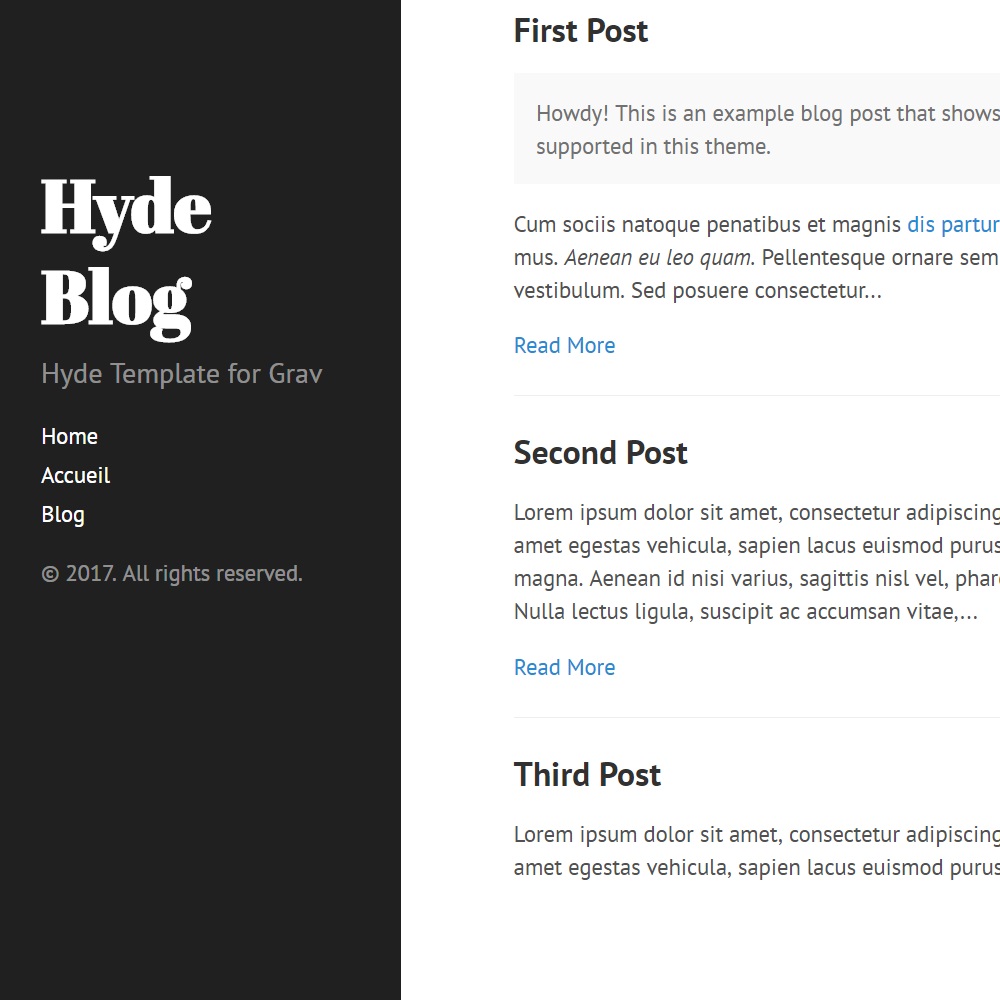 Hyde
Blog
Hyde Template for Grav
Home
Accueil
Blog
© 2017. All rights reserved.
First Post
Howdy! This is an example blog post that shows
supported in this theme.
Cum sociis natoque penatibus et magnis dis partur
mus. Aenean eu leo quam. Pellentesque ornare sem
vestibulum. Sed posuere consectetur...
Read More
Second Post
Lorem ipsum dolor sit amet, consectetur adipiscing
amet egestas vehicula, sapien lacus euismod purus
magna. Aenean id nisi varius, sagittis nisl vel, phar
Nulla lectus ligula, suscipit ac accumsan vitae,...
Read More
Third Post
Lorem ipsum dolor sit amet, consectetur adipiscing
amet egestas vehicula, sapien lacus euismod purus